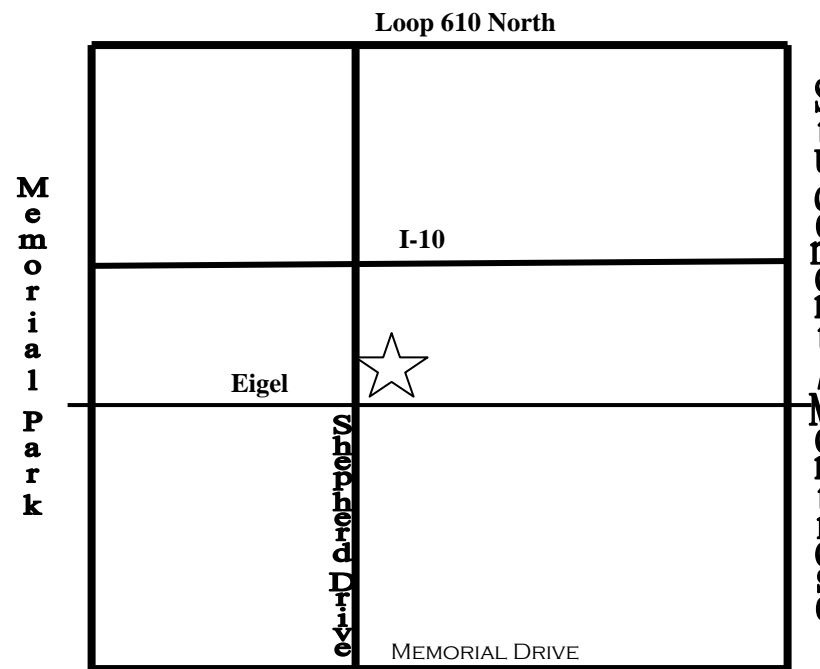 Loop 610 North
Memorial Park
I-10
Eigel
Shepherd Drive
MEMORIAL DRIVE